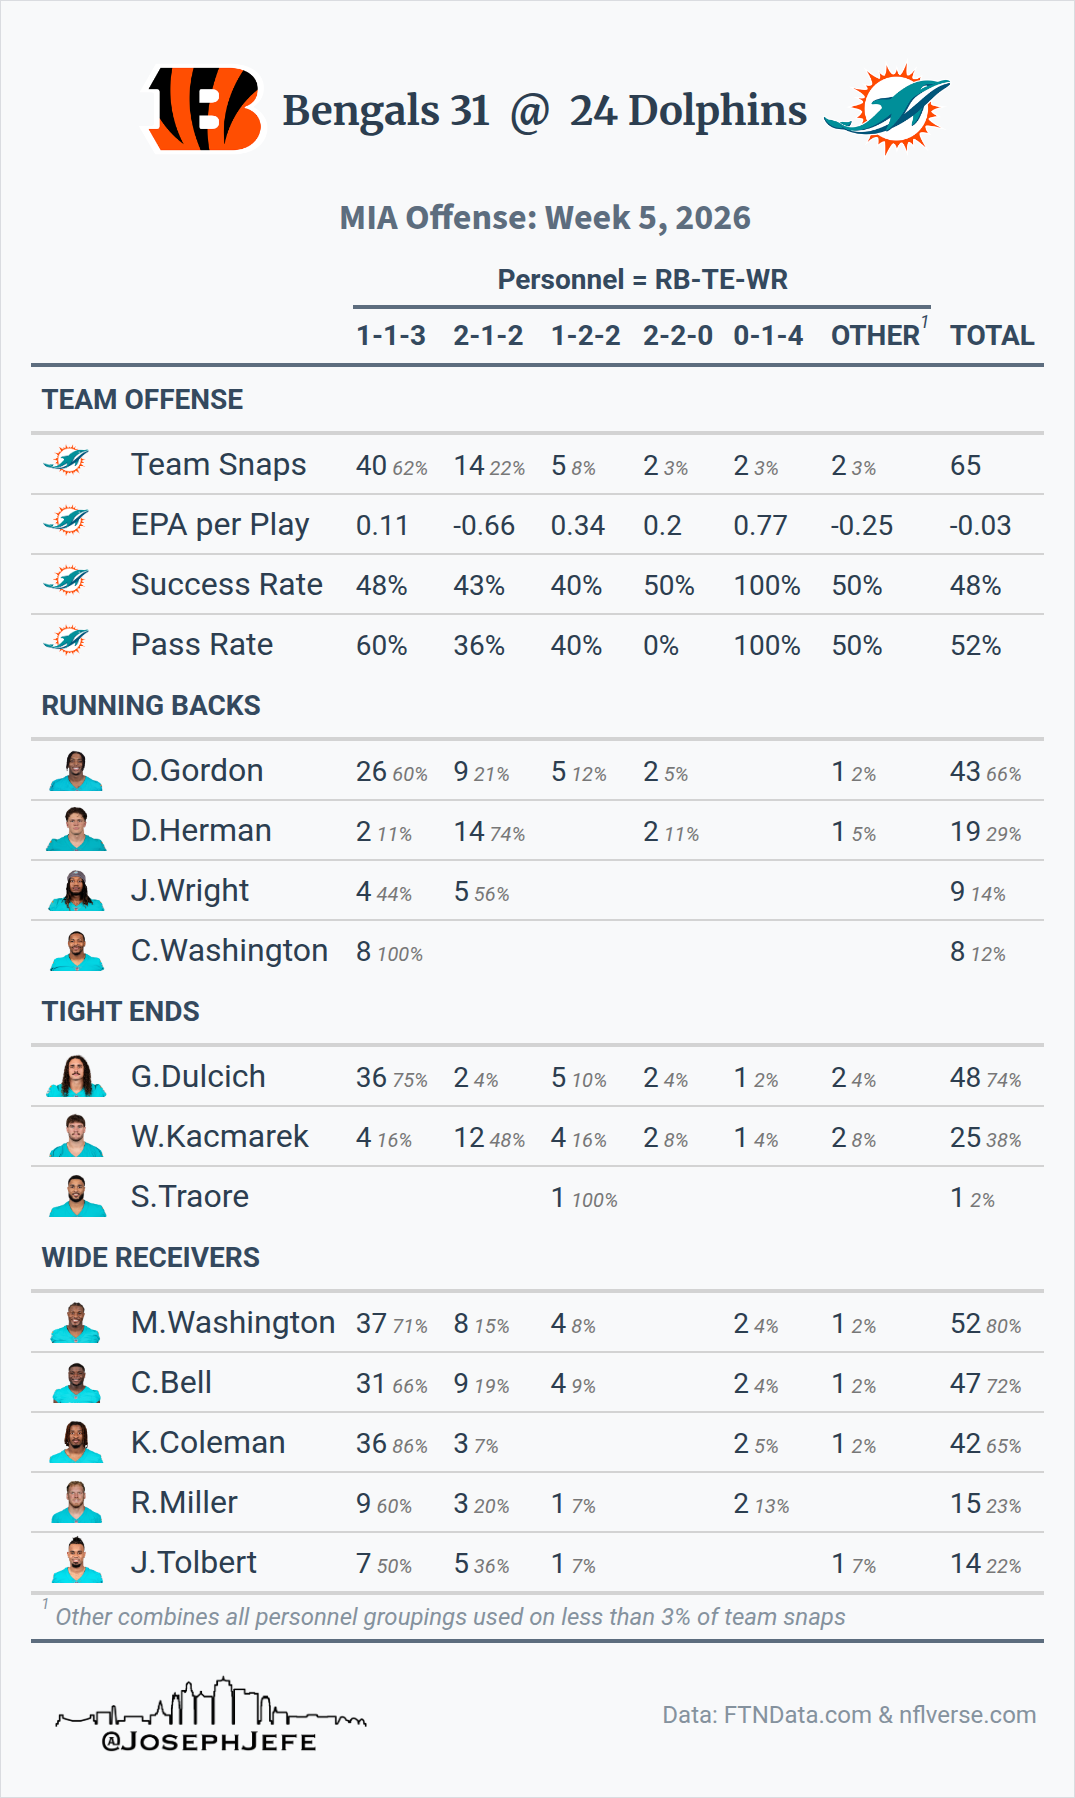 Bengals 31 @ 24 Dolphins
MIA Offense: Week 5, 2026
Personnel = RB-TE-WR
1-1-3 2-1-2 1-2-2 2-2-0 0-1-4 OTHER1 TOTAL
TEAM OFFENSE
Team Snaps 40 62% 14 22% 5 8% 2 3% 2 3% 2 3% 65
EPA per Play 0.11 -0.66 0.34 0.2 0.77 -0.25 -0.03
Success Rate 48% 43% 40% 50% 100% 50% 48%
Pass Rate 60% 36% 40% 0% 100% 50% 52%
RUNNING BACKS
O.Gordon 26 60% 9 21% 5 12% 2 5% 1 2% 43 66%
D.Herman 2 11% 14 74% 2 11% 1 5% 19 29%
J.Wright 4 44% 5 56% 9 14%
C.Washington 8 100% 8 12%
TIGHT ENDS
G.Dulcich 36 75% 2 4% 5 10% 2 4% 1 2% 2 4% 48 74%
W.Kacmarek 4 16% 12 48% 4 16% 2 8% 1 4% 2 8% 25 38%
S.Traore 1 100% 1 2%
WIDE RECEIVERS
M.Washington 37 71% 8 15% 4 8% 2 4% 1 2% 52 80%
C.Bell 31 66% 9 19% 4 9% 2 4% 1 2% 47 72%
K.Coleman 36 86% 3 7% 2 5% 1 2% 42 65%
R.Miller 9 60% 3 20% 1 7% 2 13% 15 23%
J.Tolbert 7 50% 5 36% 1 7% 1 7% 14 22%
1 Other combines all personnel groupings used on less than 3% of team snaps
@JOSEPHJEFE
Data: FTNData.com & nflverse.com